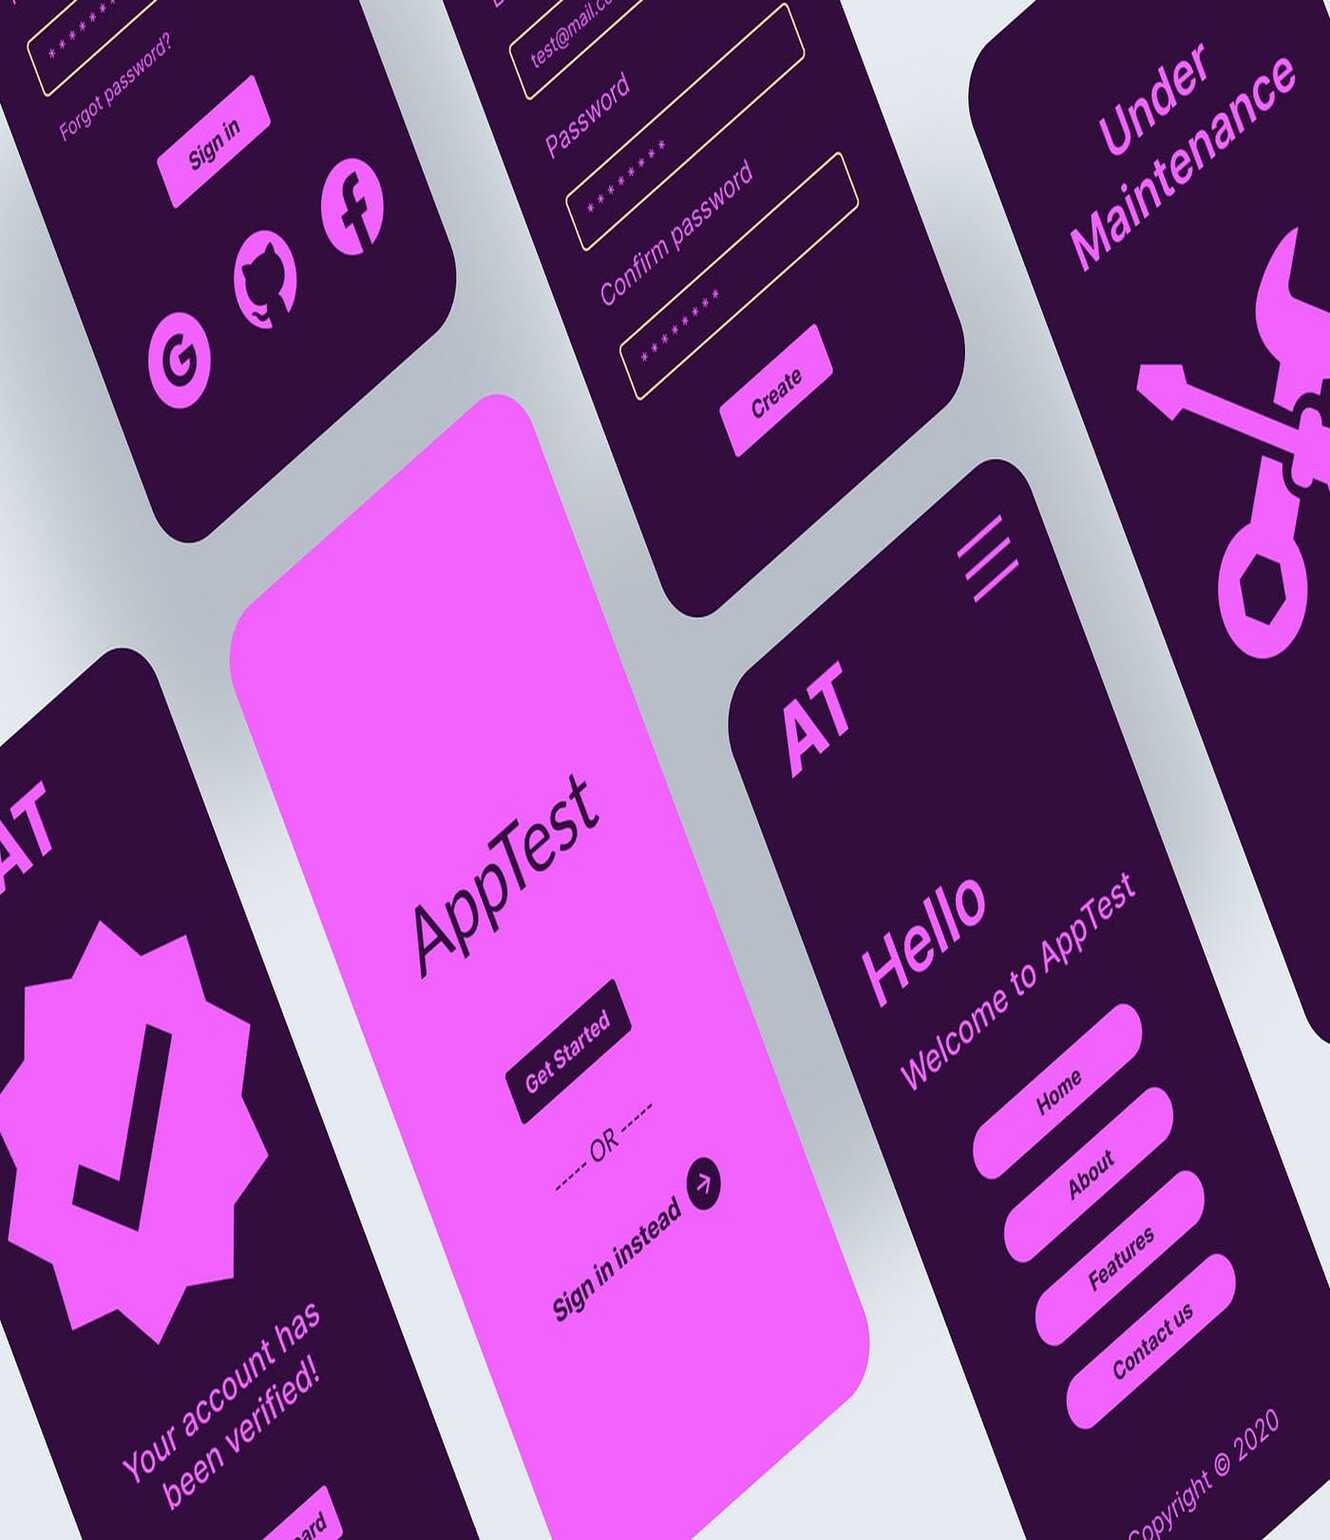 ********
Forgot password?
Sign in
G
test@mail.co
Password
********
Confirm password
********
Create
Under
Maintenance
AT
Your account has
been verified!
AppTest
Get Started
----- OR -----
Sign in instead
AT
Hello
Welcome to AppTest
Home
About
Features
Contact us
Copyright © 2020